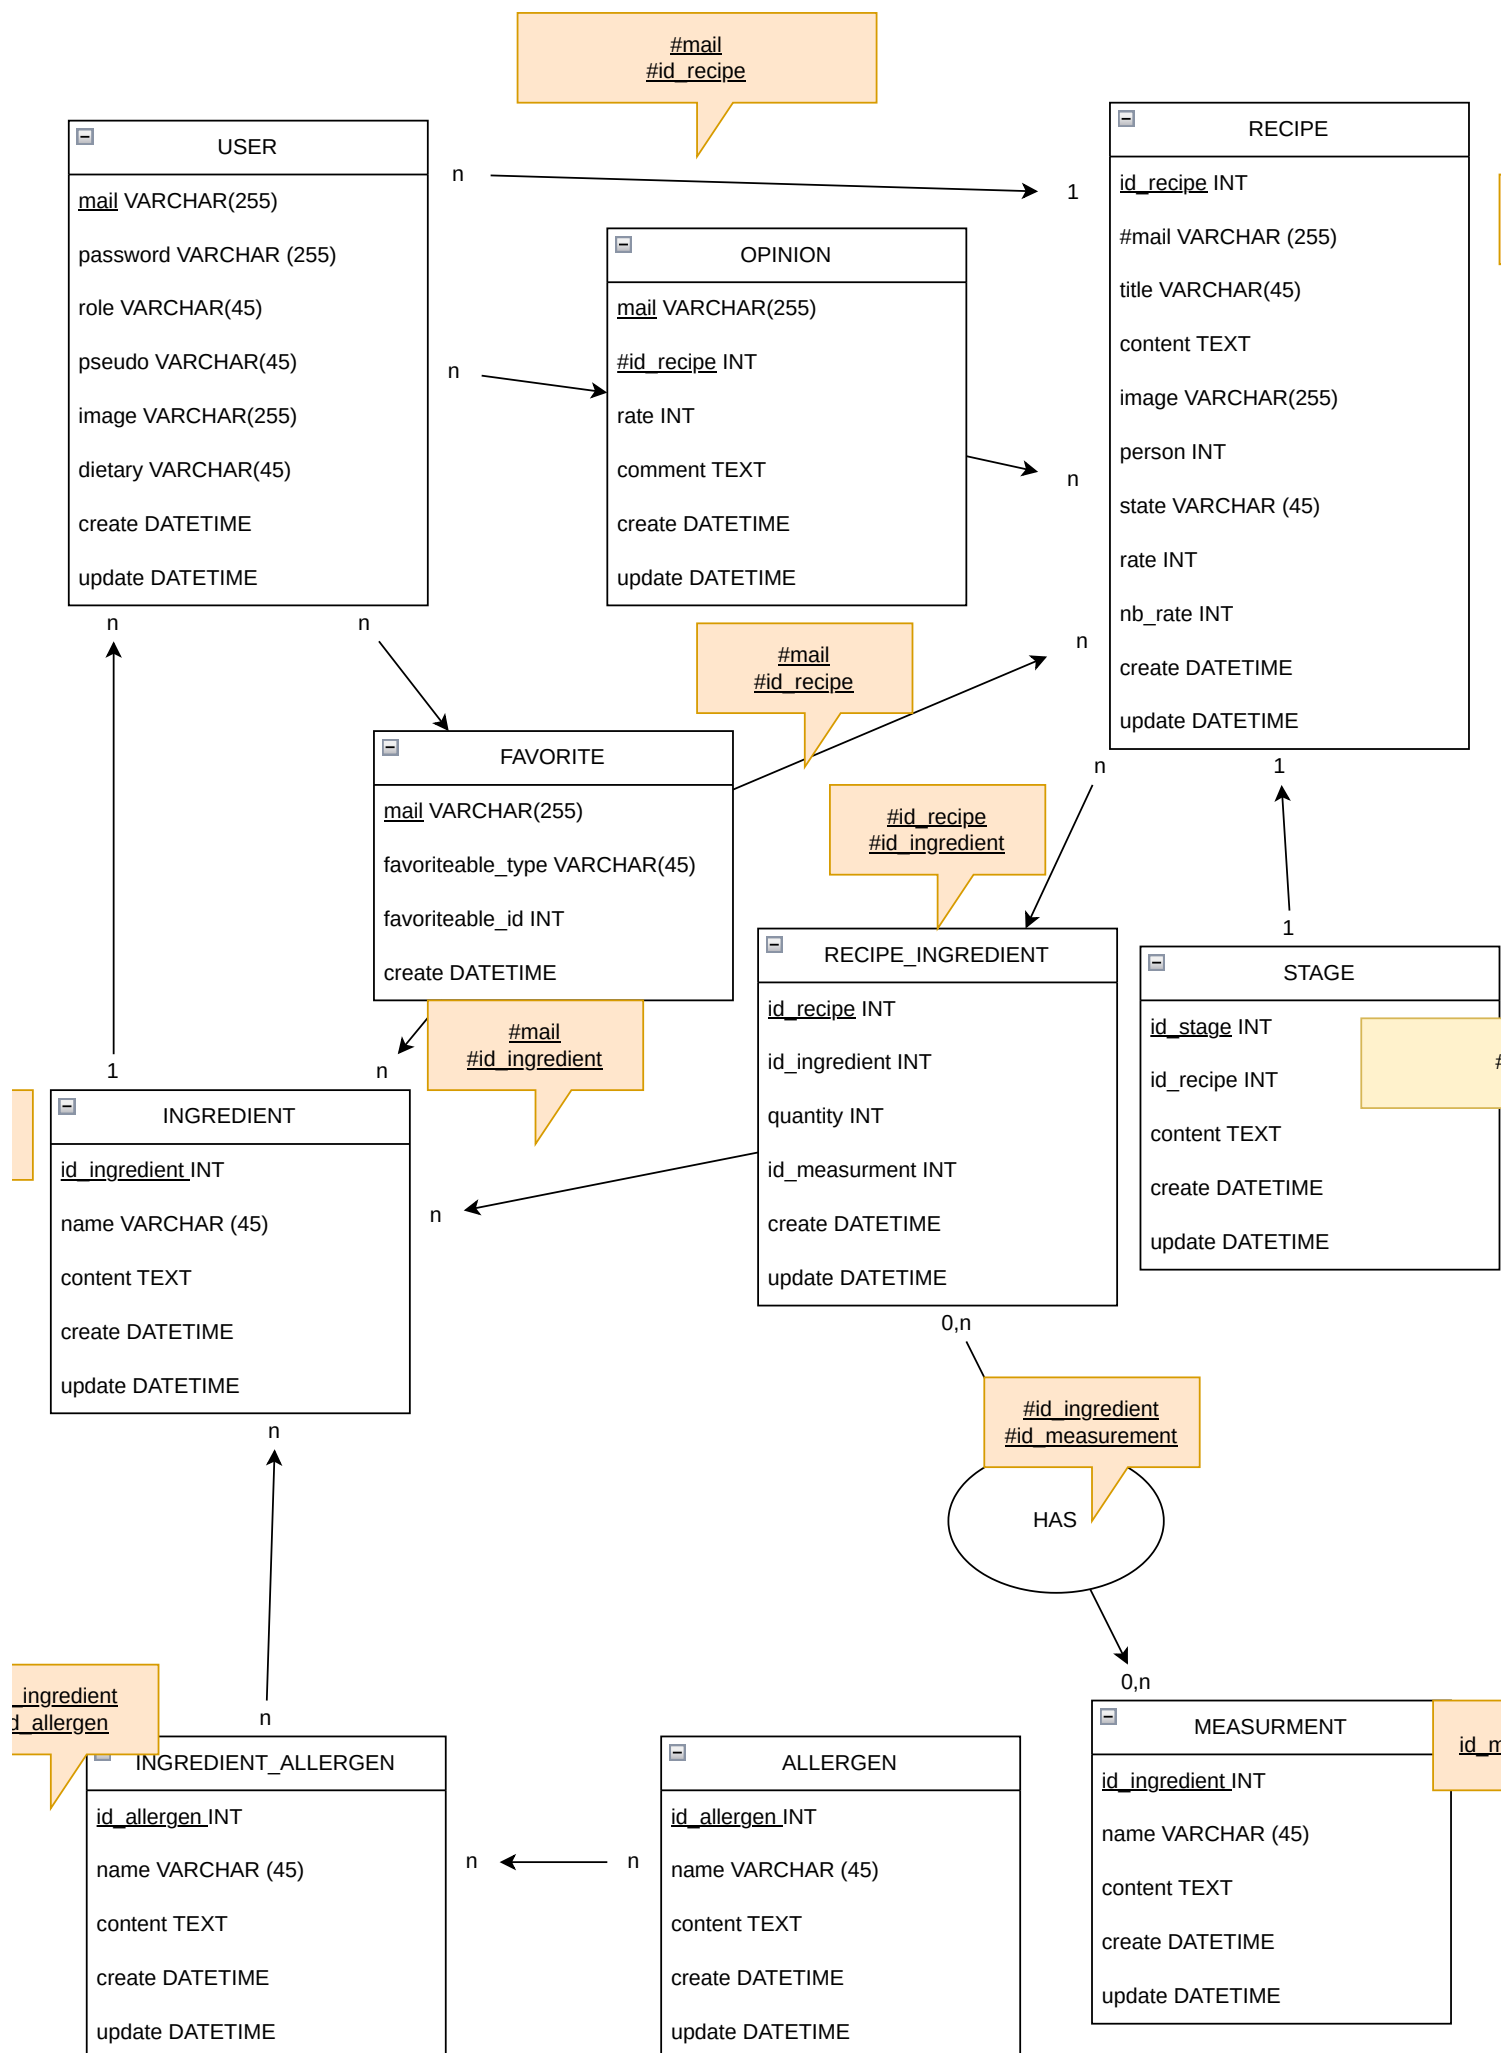 #mail
#id_recipe
USER
mail VARCHAR(255)
password VARCHAR (255)
role VARCHAR(45)
pseudo VARCHAR(45)
image VARCHAR(255)
dietary VARCHAR(45)
create DATETIME
update DATETIME
n
1
RECIPE
id_recipe INT
#mail VARCHAR (255)
title VARCHAR(45)
content TEXT
image VARCHAR(255)
person INT
state VARCHAR (45)
rate INT
nb_rate INT
create DATETIME
update DATETIME
OPINION
mail VARCHAR(255)
#id_recipe INT
rate INT
comment TEXT
create DATETIME
update DATETIME
n
n
n
n
n
#mail
#id_recipe
FAVORITE
mail VARCHAR(255)
favoriteable_type VARCHAR(45)
favoriteable_id INT
create DATETIME
n
1
#id_recipe
#id_ingredient
RECIPE_INGREDIENT
id_recipe INT
id_ingredient INT
quantity INT
id_measurment INT
create DATETIME
update DATETIME
1
STAGE
id_stage INT
id_recipe INT
content TEXT
create DATETIME
update DATETIME
#
#mail
#id_ingredient
1
n
INGREDIENT
id_ingredient INT
name VARCHAR (45)
content TEXT
create DATETIME
update DATETIME
n
0,n
#id_ingredient
#id_measurement
HAS
0,n
n
n
_ingredient
d_allergen
INGREDIENT_ALLERGEN
id_allergen INT
name VARCHAR (45)
content TEXT
create DATETIME
update DATETIME
n
n
ALLERGEN
id_allergen INT
name VARCHAR (45)
content TEXT
create DATETIME
update DATETIME
MEASURMENT
id_ingredient INT
name VARCHAR (45)
content TEXT
create DATETIME
update DATETIME